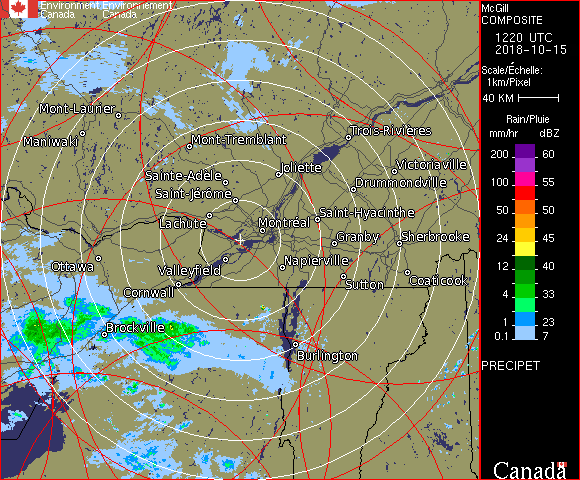 Environment Environnement
Canada Canada
McGill
COMPOSITE
1220 UTC
2018-10-15
Scale/Échelle:
1km/Pixel
40 KM
Rain/Pluie
mm/hr dBZ
200 60
100 55
50 50
24 45
12 40
4 33
1 23
0.1 7
PRECIPET
Canada
Mont-Laurier
Maniwaki
Mont-Tremblant
Trois-Rivières
Joliette
Victoriaville
Sainte-Adèle
Drummondville
Saint-Jérôme
Lachute
Saint-Hyacinthe
Montréal
Granby
Sherbrooke
Ottawa
Valleyfield
Napierville
Cornwall
Sutton
Coaticook
Brockville
Burlington